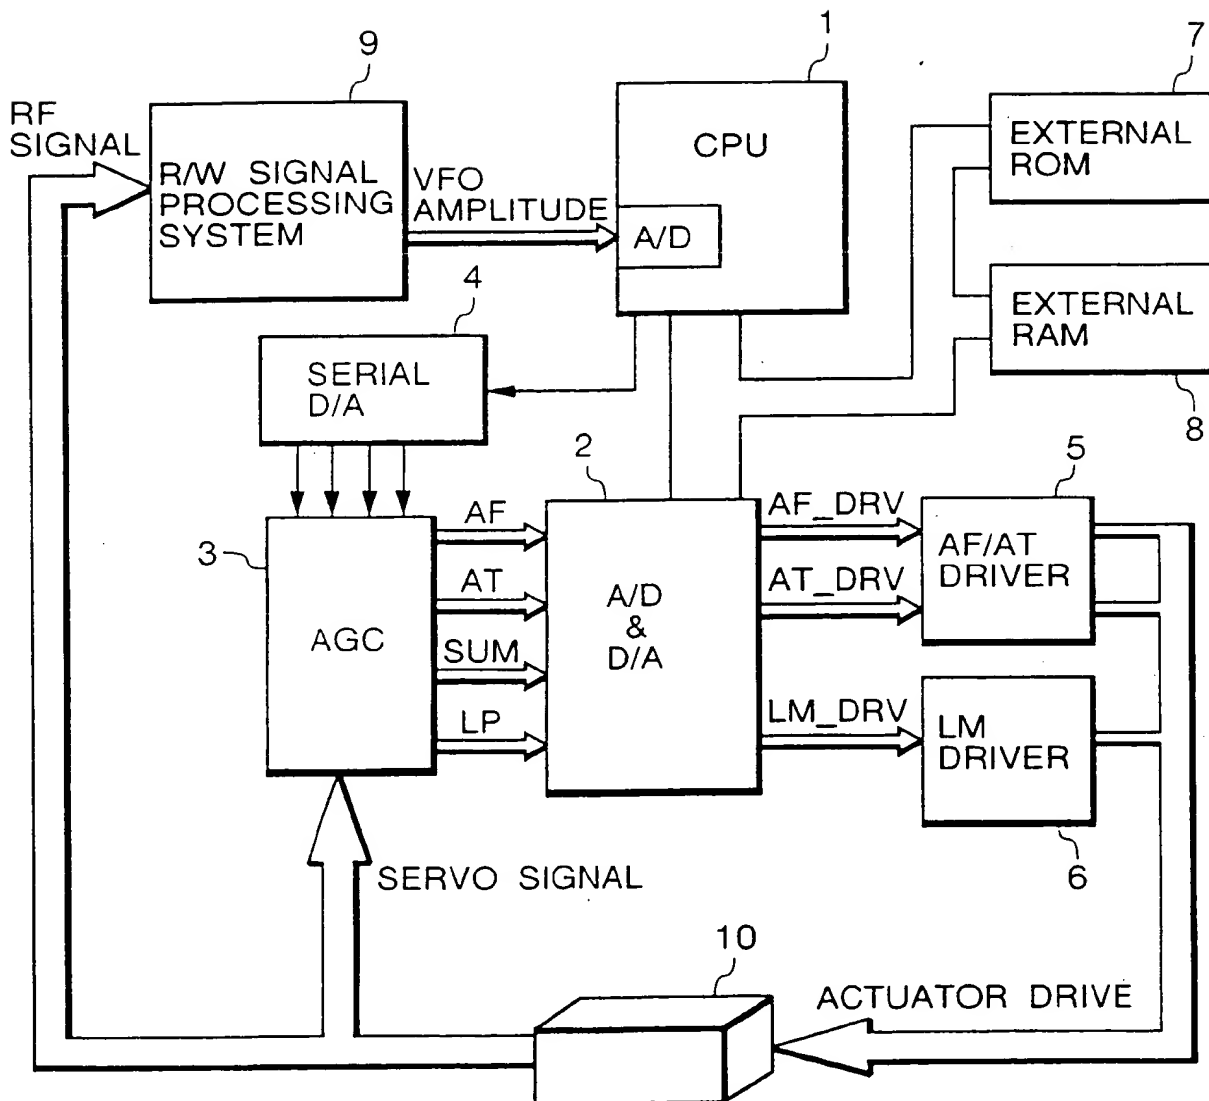 9
1
7
RF
SIGNAL
R/W SIGNAL
PROCESSING
SYSTEM
VFO
AMPLITUDE
CPU
A/D
EXTERNAL
ROM
4
EXTERNAL
RAM
8
SERIAL
D/A
2
5
3
AGC
AF
AT
SUM
LP
A/D
&
D/A
AF_DRV
AT_DRV
LM_DRV
AF/AT
DRIVER
LM
DRIVER
6
SERVO SIGNAL
10
ACTUATOR DRIVE